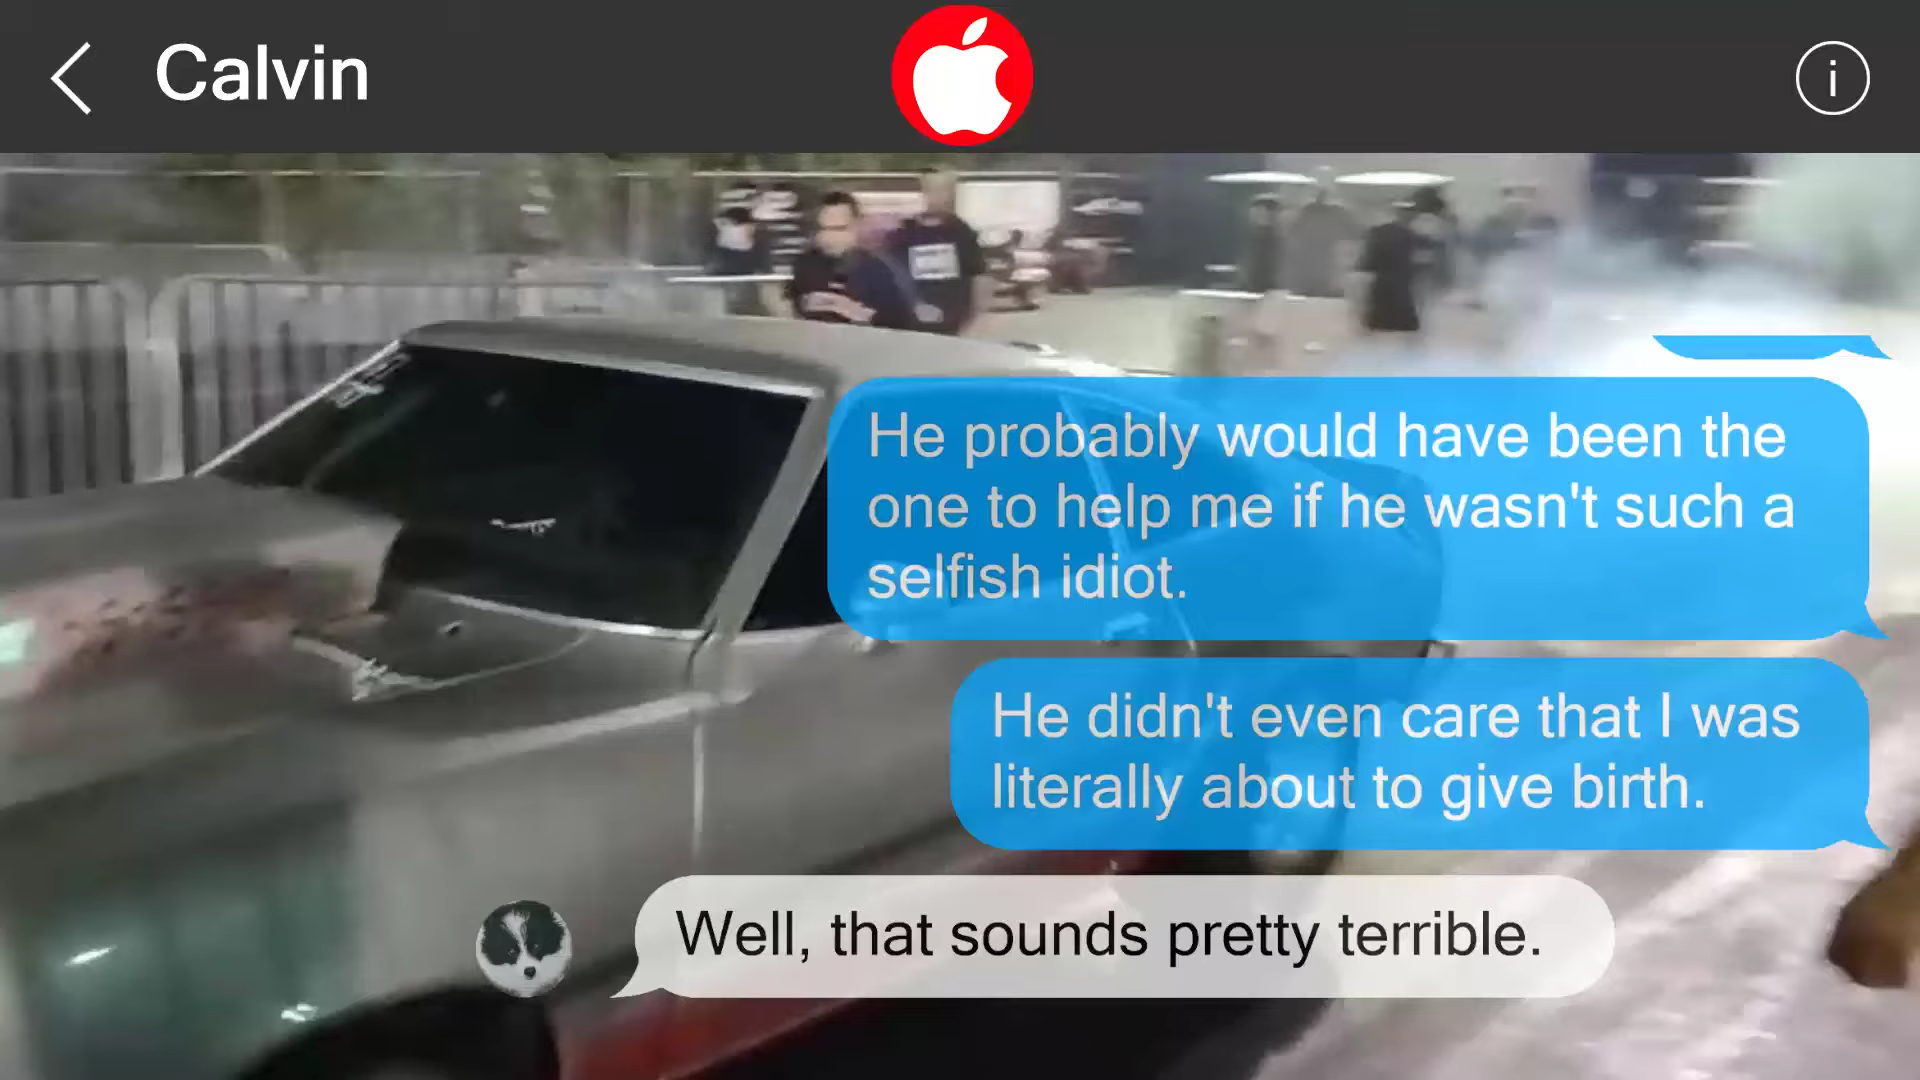 Calvin
i
He probably would have been the
one to help me if he wasn't such a
selfish idiot.
He didn't even care that I was
literally about to give birth.
Well, that sounds pretty terrible.